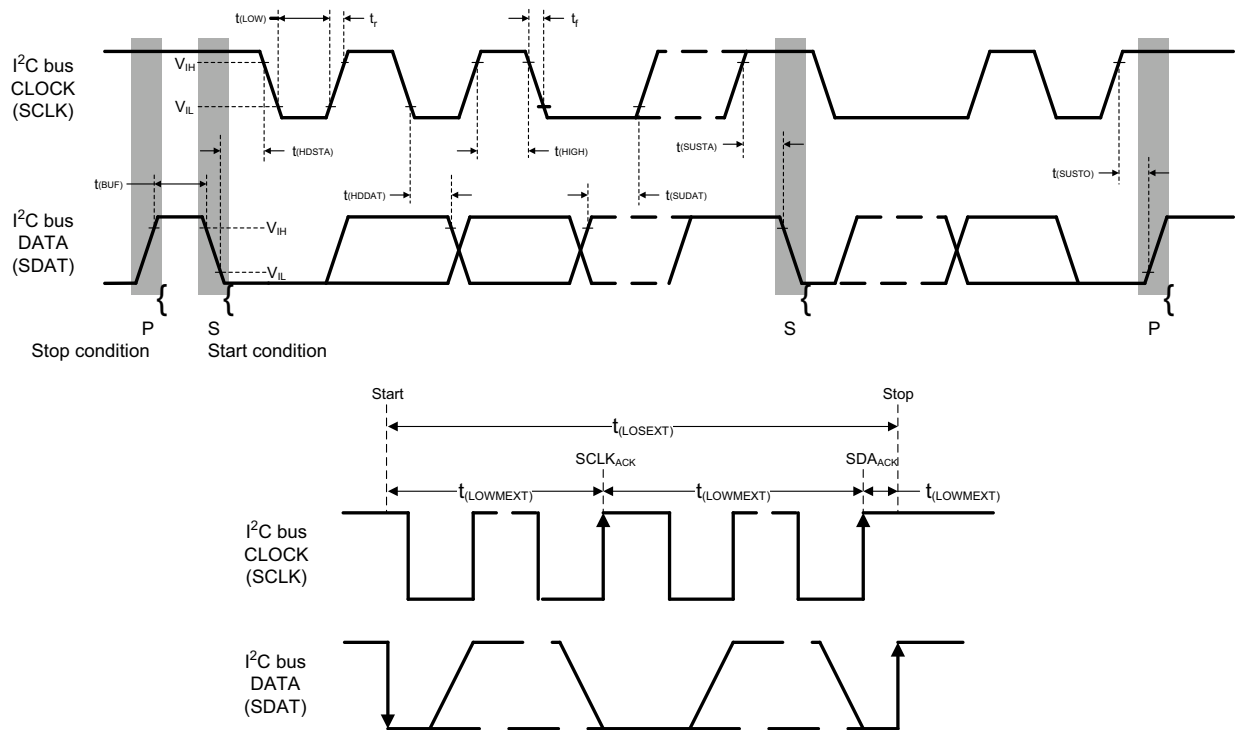 t(LOW) tr tf
I²C bus
CLOCK
(SCLK)
VIH
VIL
t(HDSTA) t(HIGH) t(SUSTA) t(SUSTO)
t(BUF) t(HDDAT) t(SUDAT)
I²C bus
DATA
(SDAT)
VIH
VIL
{ { { {
P S S P
Stop condition Start condition
Start Stop
t(LOSEXT)
SCLKACK SDAACK
t(LOWMEXT) t(LOWMEXT) t(LOWMEXT)
I²C bus
CLOCK
(SCLK)
I²C bus
DATA
(SDAT)